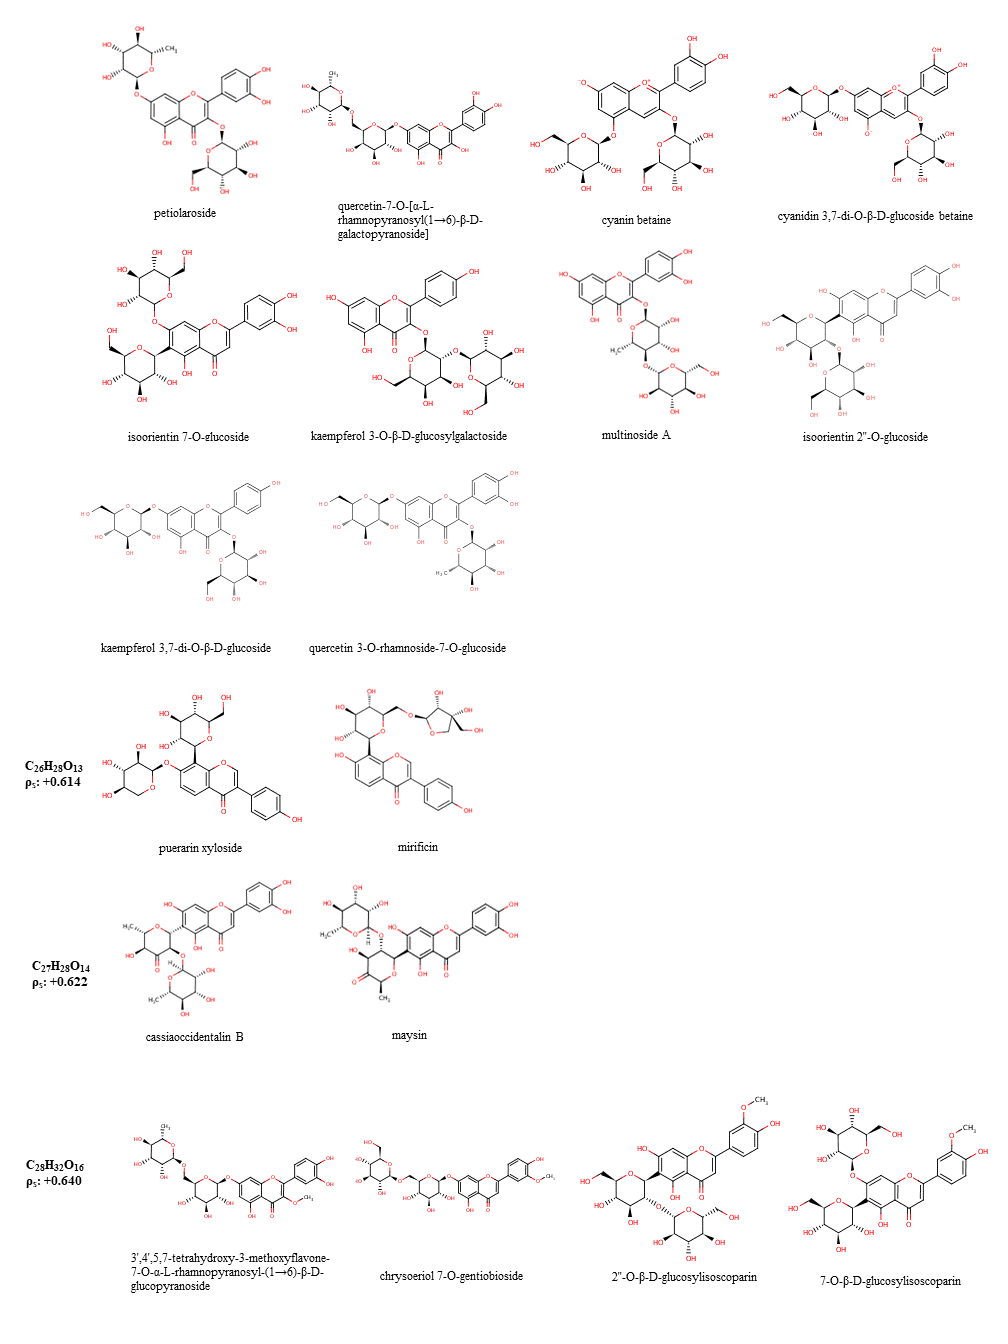 petiolaroside
quercetin-7-O-[α-L-
rhamnopyranosyl(1→6)-β-D-
galactopyranoside]
cyanin betaine
cyanidin 3,7-di-O-β-D-glucoside betaine
isoorientin 7-O-glucoside
kaempferol 3-O-β-D-glucosylgalactoside
multinoside A
isoorientin 2"-O-glucoside
kaempferol 3,7-di-O-β-D-glucoside
quercetin 3-O-rhamnoside-7-O-glucoside
C₂₆H₂₈O₁₃
ρ₅: +0.614
puerarin xyloside
mirificin
C₂₇H₂₈O₁₄
ρ₅: +0.622
cassiaoccidentalin B
maysin
C₂₈H₃₂O₁₆
ρ₅: +0.640
3',4',5,7-tetrahydroxy-3-methoxyflavone-
7-O-α-L-rhamnopyranosyl-(1→6)-β-D-
glucopyranoside
chrysoeriol 7-O-gentiobioside
2"-O-β-D-glucosylisoscoparin
7-O-β-D-glucosylisoscoparin